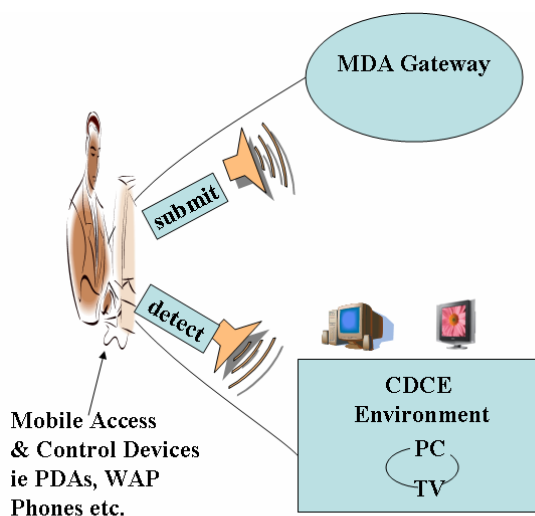 MDA Gateway
submit
detect
CDCE
Environment
PC
TV
Mobile Access
& Control Devices
ie PDAs, WAP
Phones etc.